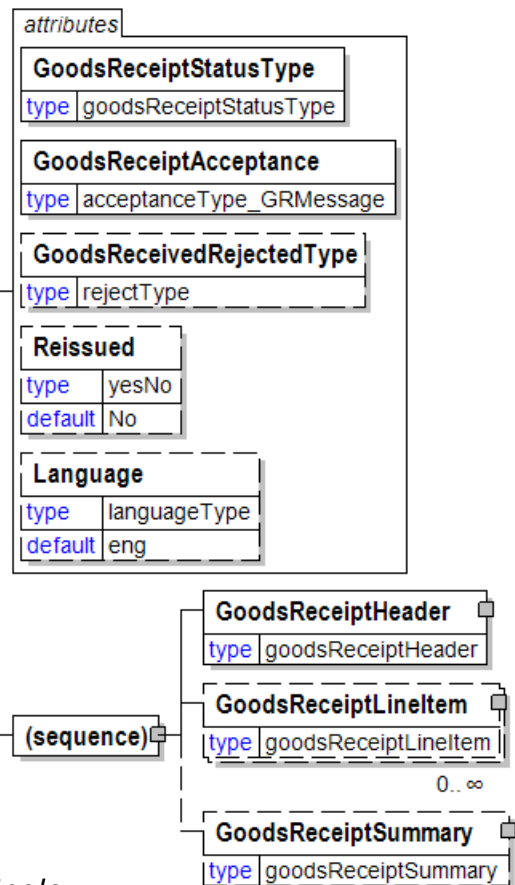 attributes
GoodsReceiptStatusType
type goodsReceiptStatusType
GoodsReceiptAcceptance
type acceptanceType_GRMessage
GoodsReceivedRejectedType
type rejectType
Reissued
type yesNo
default No
Language
type languageType
default eng
GoodsReceiptHeader
type goodsReceiptHeader
GoodsReceiptLineItem
(sequence)
type goodsReceiptLineItem
0.. ∞
GoodsReceiptSummary
type goodsReceiptSummary